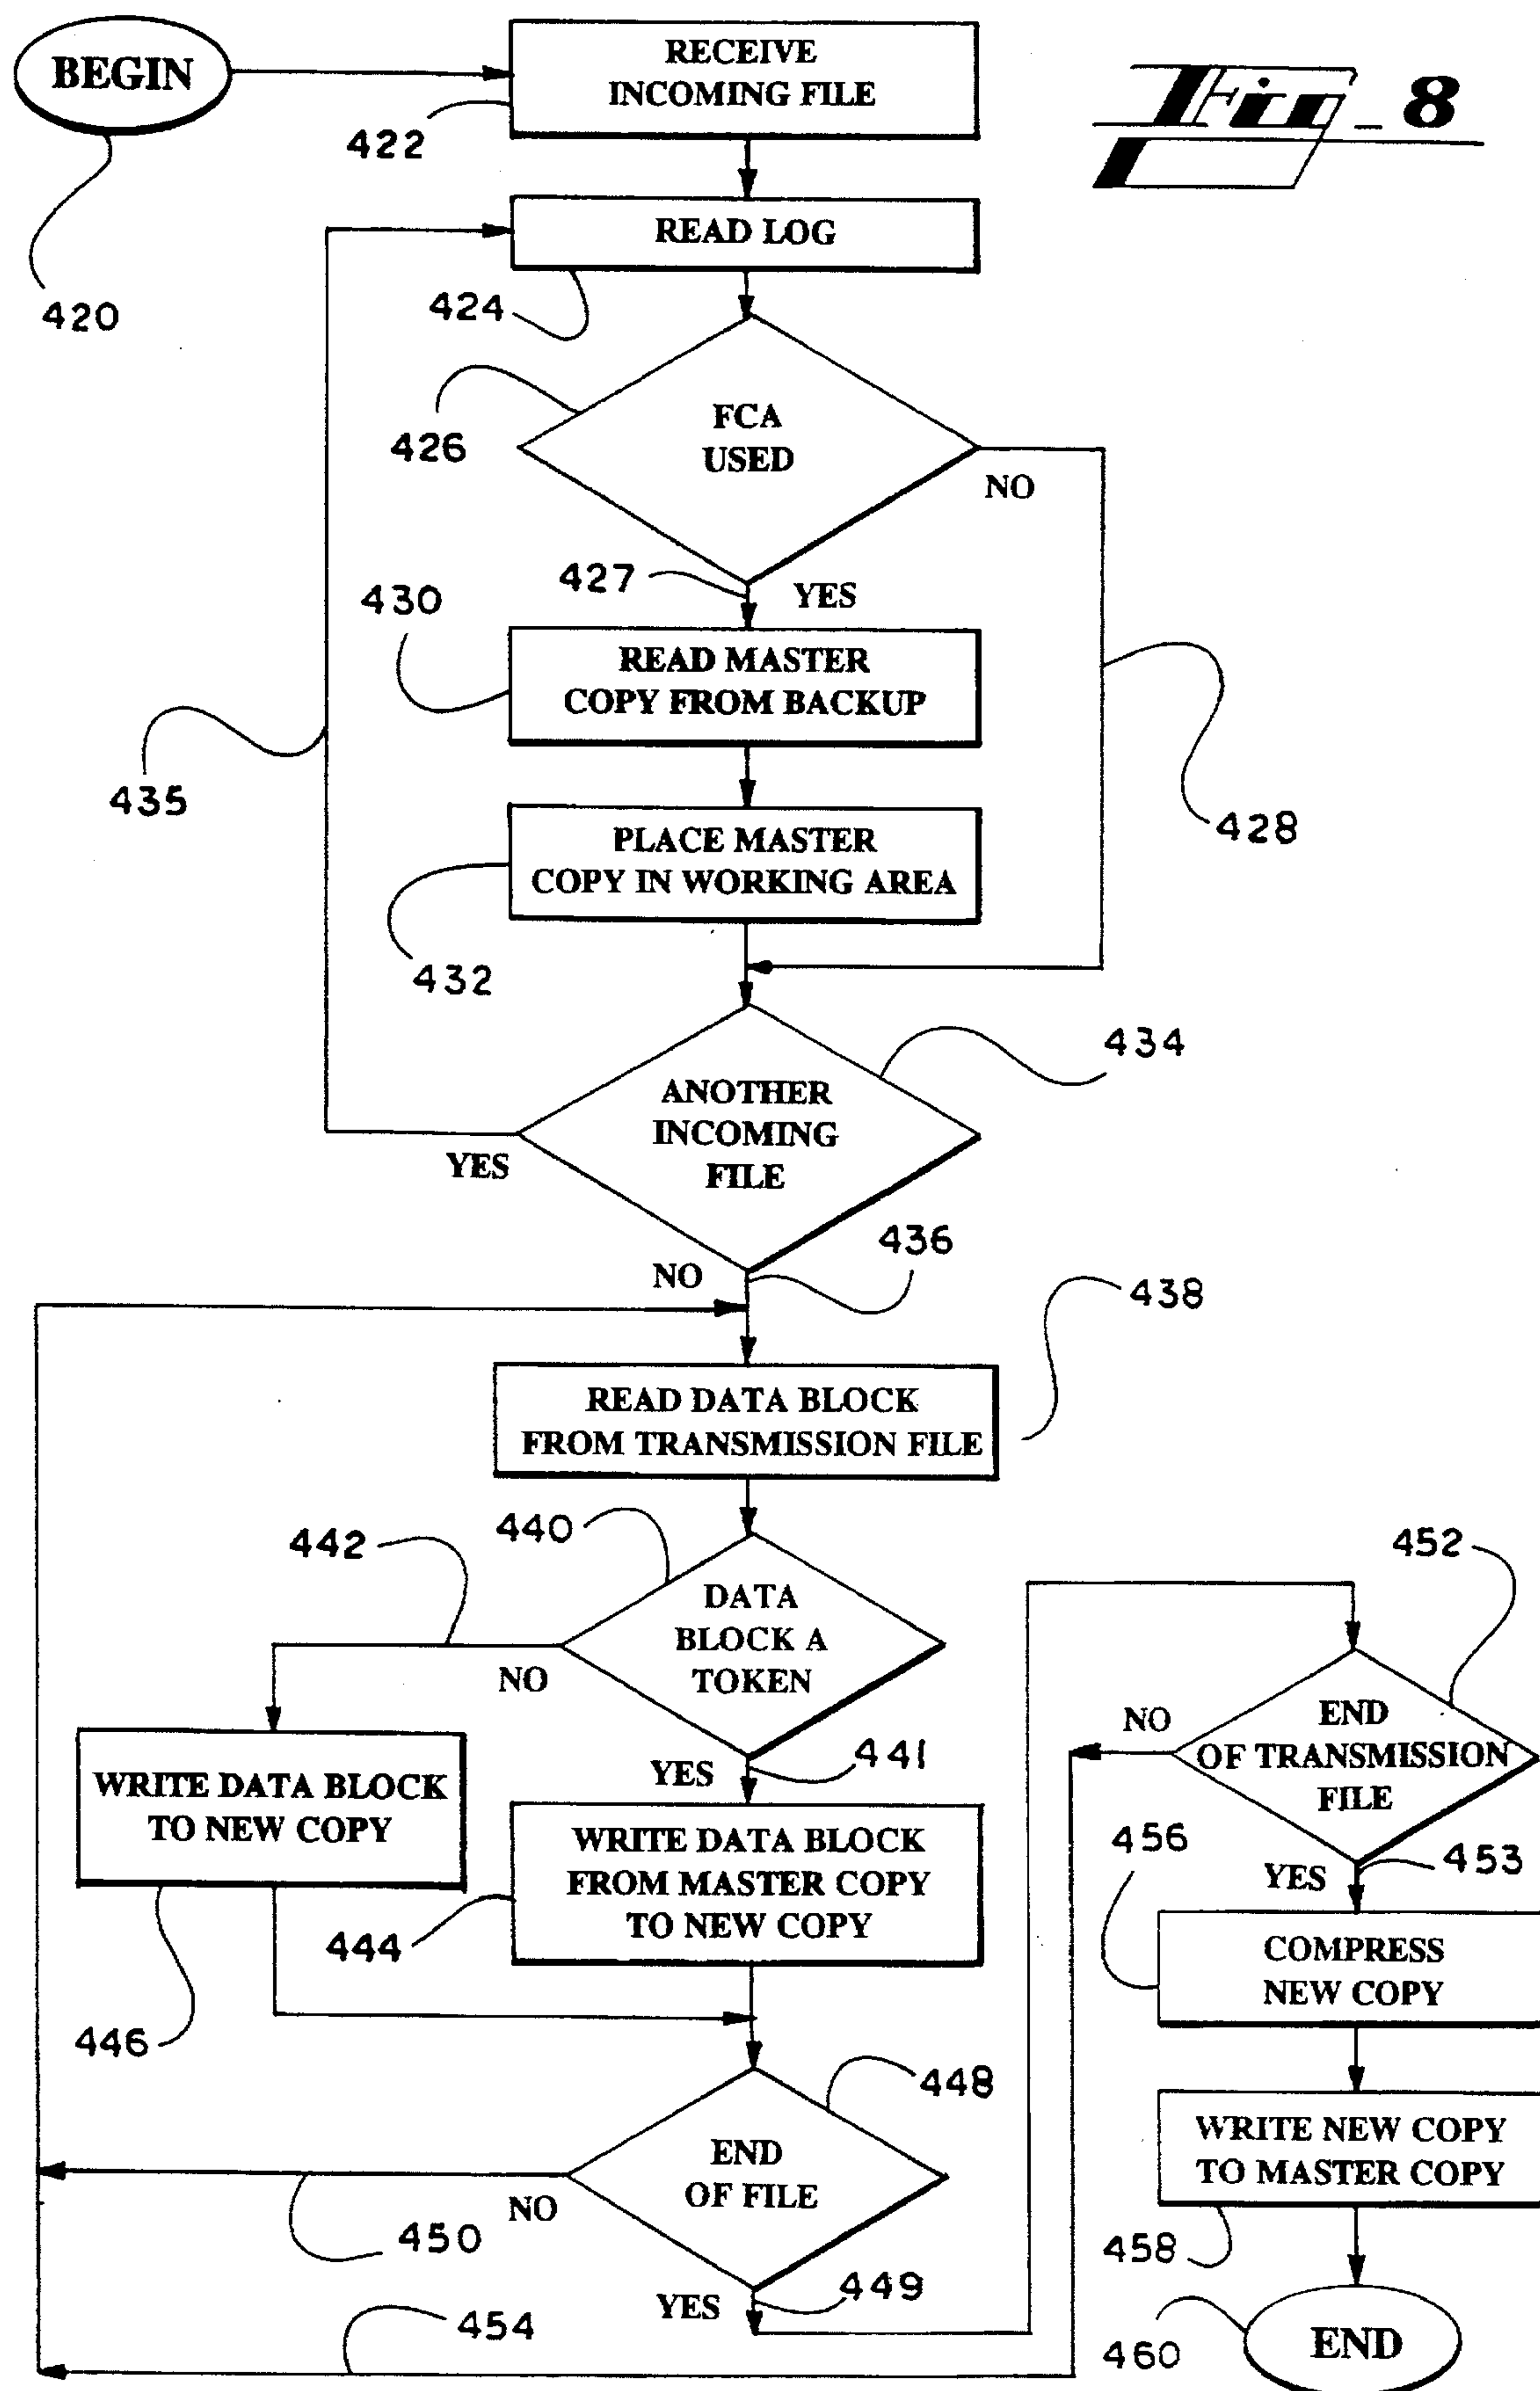 BEGIN
RECEIVE
INCOMING FILE
Fig_8
422
READ LOG
420
424
FCA
USED
426
NO
427
YES
430
READ MASTER
COPY FROM BACKUP
435
428
PLACE MASTER
COPY IN WORKING AREA
432
434
ANOTHER
INCOMING
FILE
YES
436
NO
438
READ DATA BLOCK
FROM TRANSMISSION FILE
440
442
452
DATA
BLOCK A
TOKEN
NO
END
OF TRANSMISSION
FILE
NO
441
YES
WRITE DATA BLOCK
TO NEW COPY
456
453
YES
WRITE DATA BLOCK
FROM MASTER COPY
TO NEW COPY
444
COMPRESS
NEW COPY
446
448
END
OF FILE
NO
WRITE NEW COPY
TO MASTER COPY
450
458
449
YES
454
460
END